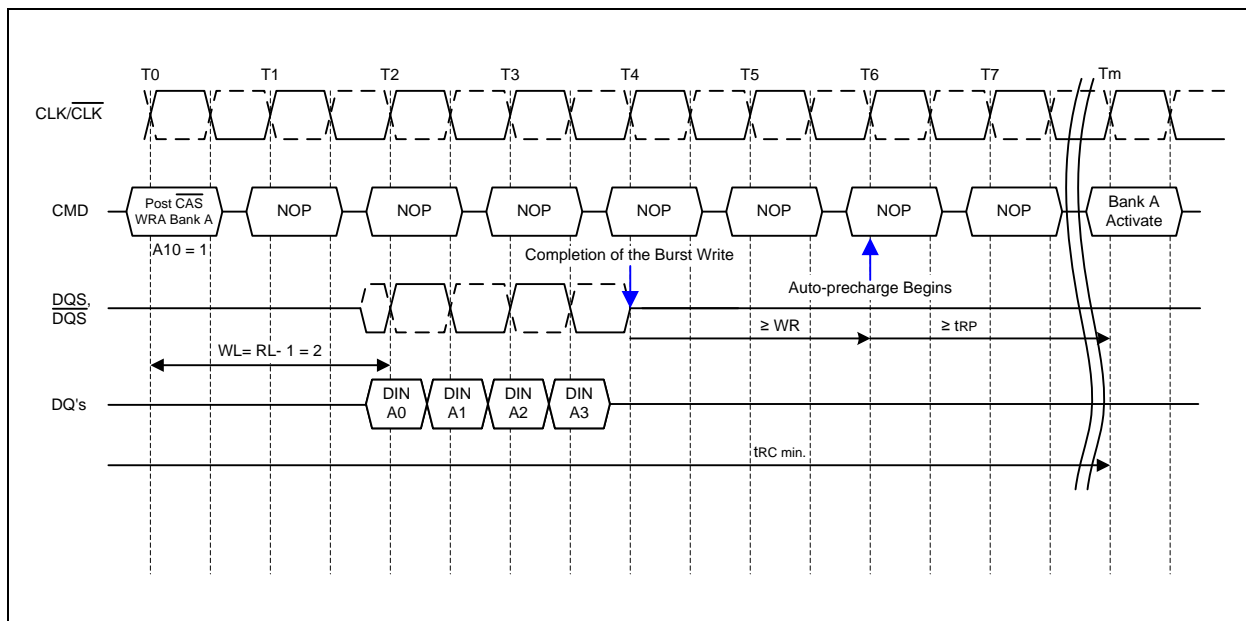 T0 T1 T2 T3 T4 T5 T6 T7 Tm
CLK/CLK
CMD
Post CAS
WRA Bank A
NOP NOP NOP NOP NOP NOP NOP
Bank A
Activate
A10 = 1
Completion of the Burst Write
Auto-precharge Begins
DQS,
DQS
≥ WR
≥ tRP
WL= RL- 1 = 2
DQ's
DIN
A0
DIN
A1
DIN
A2
DIN
A3
tRC min.